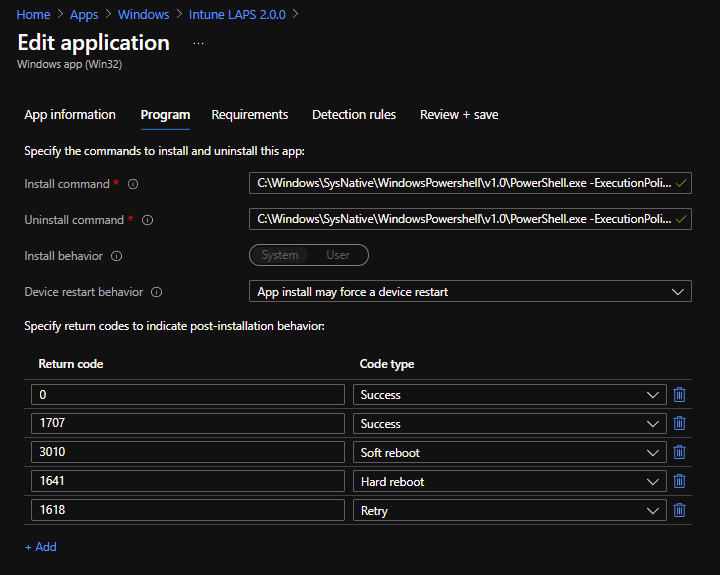 Home > Apps > Windows > Intune LAPS 2.0.0 >
Edit application ...
Windows app (Win32)
App information Program Requirements Detection rules Review + save
Specify the commands to install and uninstall this app:
Install command * C:\Windows\SysNative\WindowsPowershell\v1.0\PowerShell.exe -ExecutionPoli...
Uninstall command * C:\Windows\SysNative\WindowsPowershell\v1.0\PowerShell.exe -ExecutionPoli...
Install behavior System User
Device restart behavior App install may force a device restart
Specify return codes to indicate post-installation behavior:
Return code Code type
0 Success
1707 Success
3010 Soft reboot
1641 Hard reboot
1618 Retry
+ Add